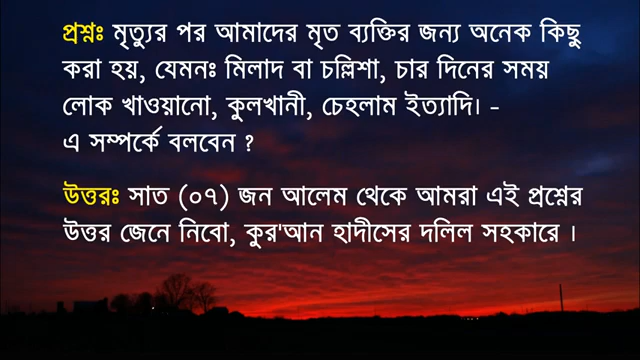 প্রশ্নঃ মৃত্যুর পর আমাদের মৃত ব্যক্তির জন্য অনেক কিছু
করা হয়, যেমনঃ মিলাদ বা চল্লিশা, চার দিনের সময়
লোক খাওয়ানো, কুলখানী, চেহলাম ইত্যাদি। -
এ সম্পর্কে বলবেন ?
উত্তরঃ সাত (০৭) জন আলেম থেকে আমরা এই প্রশ্নের
উত্তর জেনে নিবো, কুর'আন হাদীসের দলিল সহকারে ।